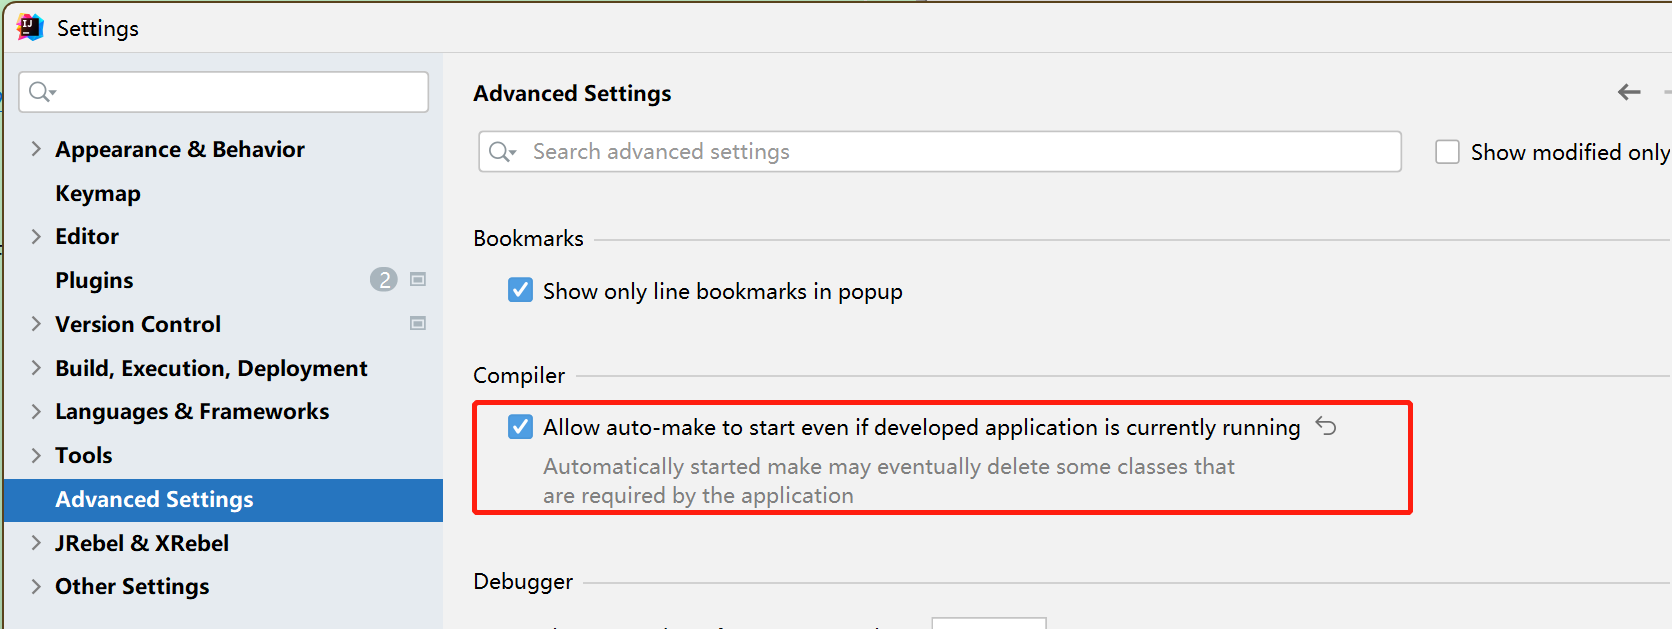 Settings
Appearance & Behavior
Keymap
Editor
Plugins 2
Version Control
Build, Execution, Deployment
Languages & Frameworks
Tools
Advanced Settings
JRebel & XRebel
Other Settings
Advanced Settings
Search advanced settings
Show modified only
Bookmarks
Show only line bookmarks in popup
Compiler
Allow auto-make to start even if developed application is currently running
Automatically started make may eventually delete some classes that
are required by the application
Debugger